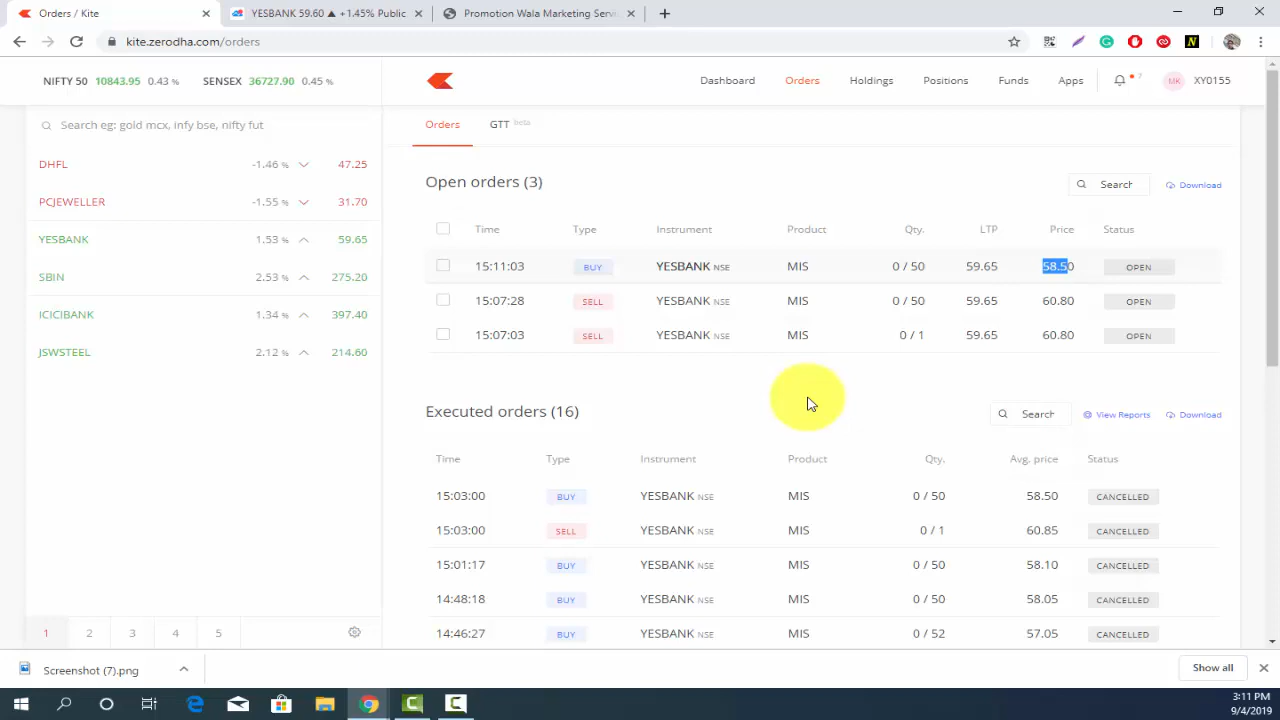 Orders / Kite
YESBANK 59.60 ▲ +1.45% Public
Promotion Wala Marketing Servi
kite.zerodha.com/orders
NIFTY 50 10843.95 0.43 %
SENSEX 36727.90 0.45 %
Dashboard Orders Holdings Positions Funds Apps
7
MK XY0155
Search eg: gold mcx, infy bse, nifty fut
DHFL -1.46 % 47.25
PCJEWELLER -1.55 % 31.70
YESBANK 1.53 % 59.65
SBIN 2.53 % 275.20
ICICIBANK 1.34 % 397.40
JSWSTEEL 2.12 % 214.60
1 2 3 4 5
Orders GTT beta
Open orders (3)
Search Download
Time Type Instrument Product Qty. LTP Price Status
15:11:03 BUY YESBANK NSE MIS 0 / 50 59.65 58.50 OPEN
15:07:28 SELL YESBANK NSE MIS 0 / 50 59.65 60.80 OPEN
15:07:03 SELL YESBANK NSE MIS 0 / 1 59.65 60.80 OPEN
Executed orders (16)
Search View Reports Download
Time Type Instrument Product Qty. Avg. price Status
15:03:00 BUY YESBANK NSE MIS 0 / 50 58.50 CANCELLED
15:03:00 SELL YESBANK NSE MIS 0 / 1 60.85 CANCELLED
15:01:17 BUY YESBANK NSE MIS 0 / 50 58.10 CANCELLED
14:48:18 BUY YESBANK NSE MIS 0 / 50 58.05 CANCELLED
14:46:27 BUY YESBANK NSE MIS 0 / 52 57.05 CANCELLED
Screenshot (7).png
Show all
3:11 PM
9/4/2019